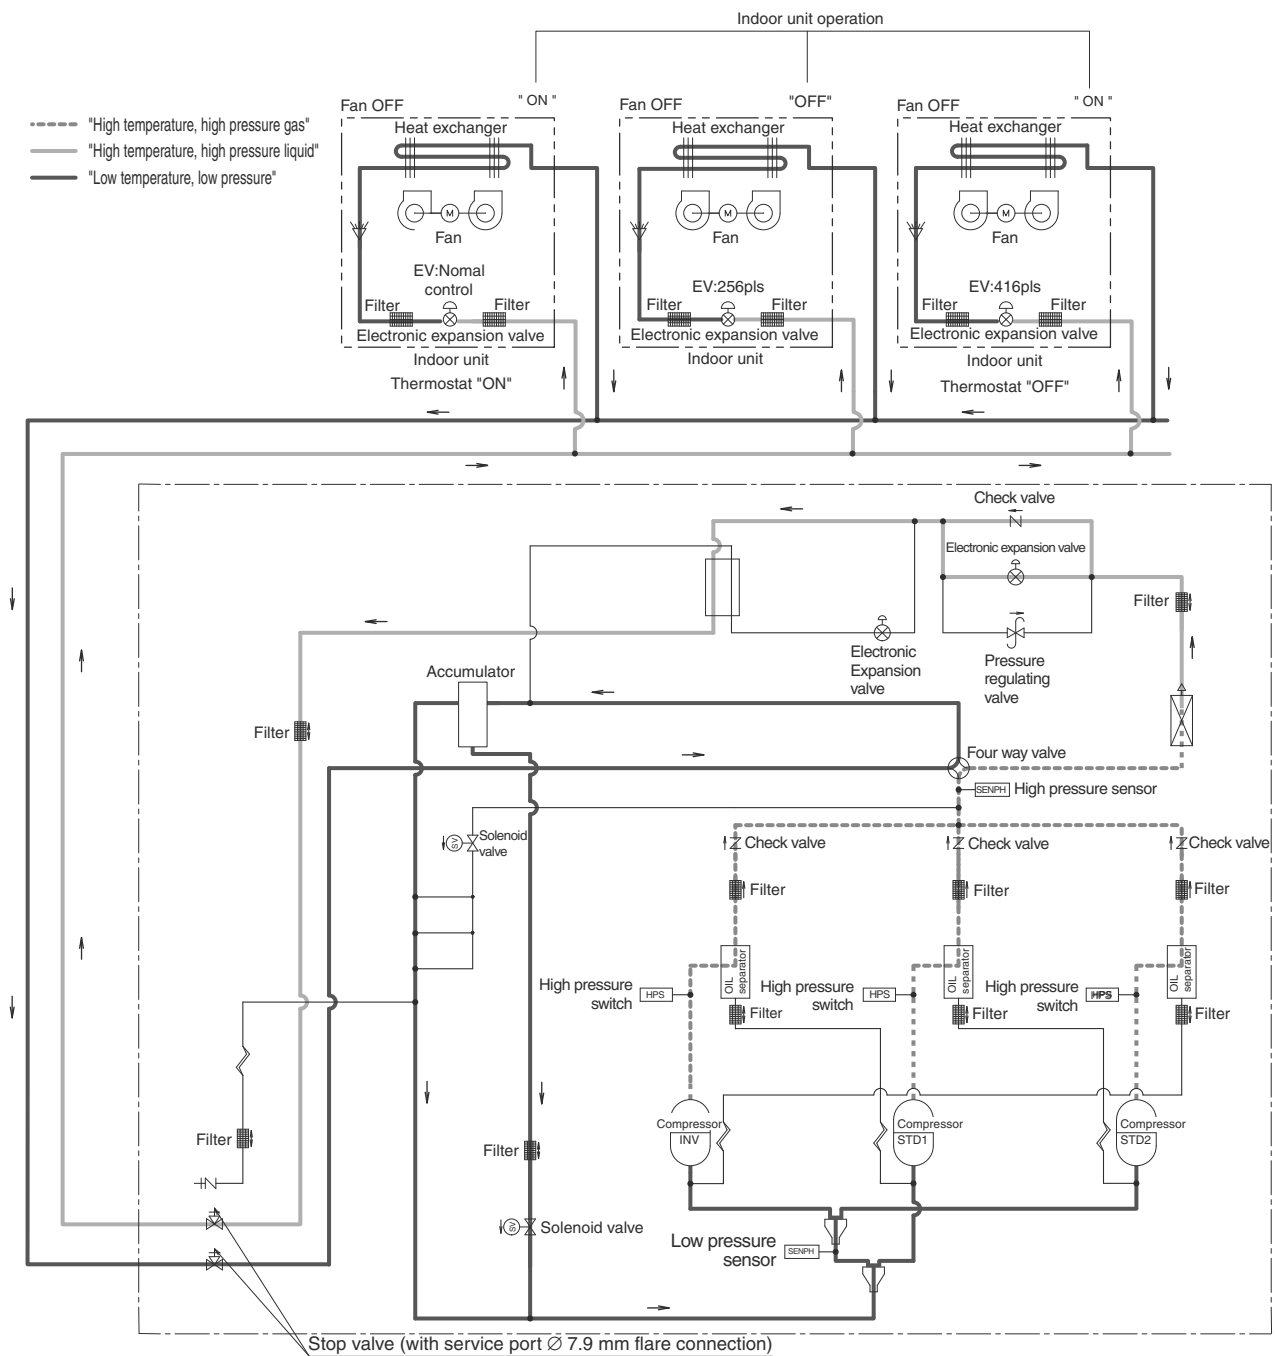 Indoor unit operation
Fan OFF
" ON "
Fan OFF
"OFF"
Fan OFF
" ON "
"High temperature, high pressure gas"
"High temperature, high pressure liquid"
"Low temperature, low pressure"
Heat exchanger
Heat exchanger
Heat exchanger
M
M
M
Fan
Fan
Fan
EV:Nomal
control
EV:256pls
EV:416pls
Filter
Filter
Filter
Filter
Filter
Filter
Electronic expansion valve
Electronic expansion valve
Electronic expansion valve
Indoor unit
Indoor unit
Indoor unit
Thermostat "ON"
Thermostat "OFF"
Check valve
Electronic expansion valve
Filter
Electronic
Expansion
valve
Pressure
regulating
valve
Accumulator
Filter
Four way valve
SENPH
High pressure sensor
SV
Solenoid
valve
Check valve
Check valve
Check valve
Filter
Filter
Filter
OIL
separator
OIL
separator
OIL
separator
High pressure
switch
HPS
High pressure
switch
HPS
High pressure
switch
HPS
Filter
Filter
Filter
Compressor
INV
Compressor
STD1
Compressor
STD2
Filter
Filter
SV
Solenoid valve
Low pressure
sensor
SENPH
Stop valve (with service port ∅ 7.9 mm flare connection)